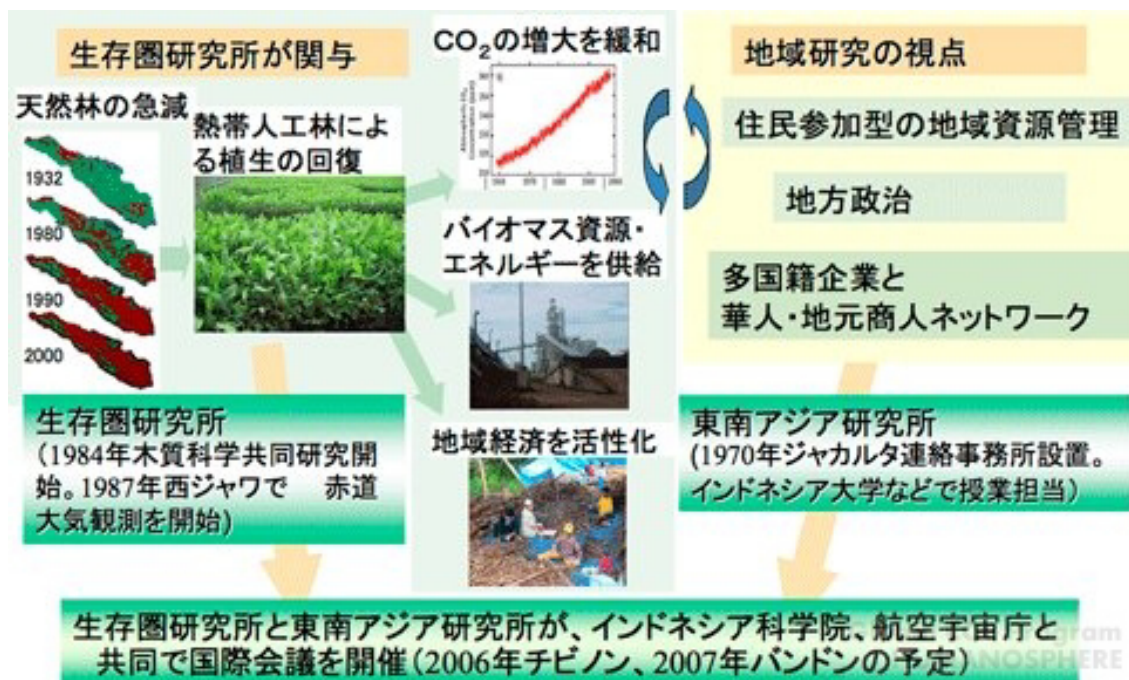 生存圏研究所が関与
天然林の急減
1932
1980
1990
2000
熱帯人工林によ
る植生の回復
CO₂の増大を緩和
バイオマス資源・
エネルギーを供給
地域経済を活性化
地域研究の視点
住民参加型の地域資源管理
地方政治
多国籍企業と
華人・地元商人ネットワーク
生存圏研究所
(1984年木質科学共同研究開
始。1987年西ジャワで　赤道
大気観測を開始)
東南アジア研究所
(1970年ジャカルタ連絡事務所設置。
インドネシア大学などで授業担当)
生存圏研究所と東南アジア研究所が、インドネシア科学院、航空宇宙庁と
共同で国際会議を開催(2006年チビノン、2007年バンドンの予定)